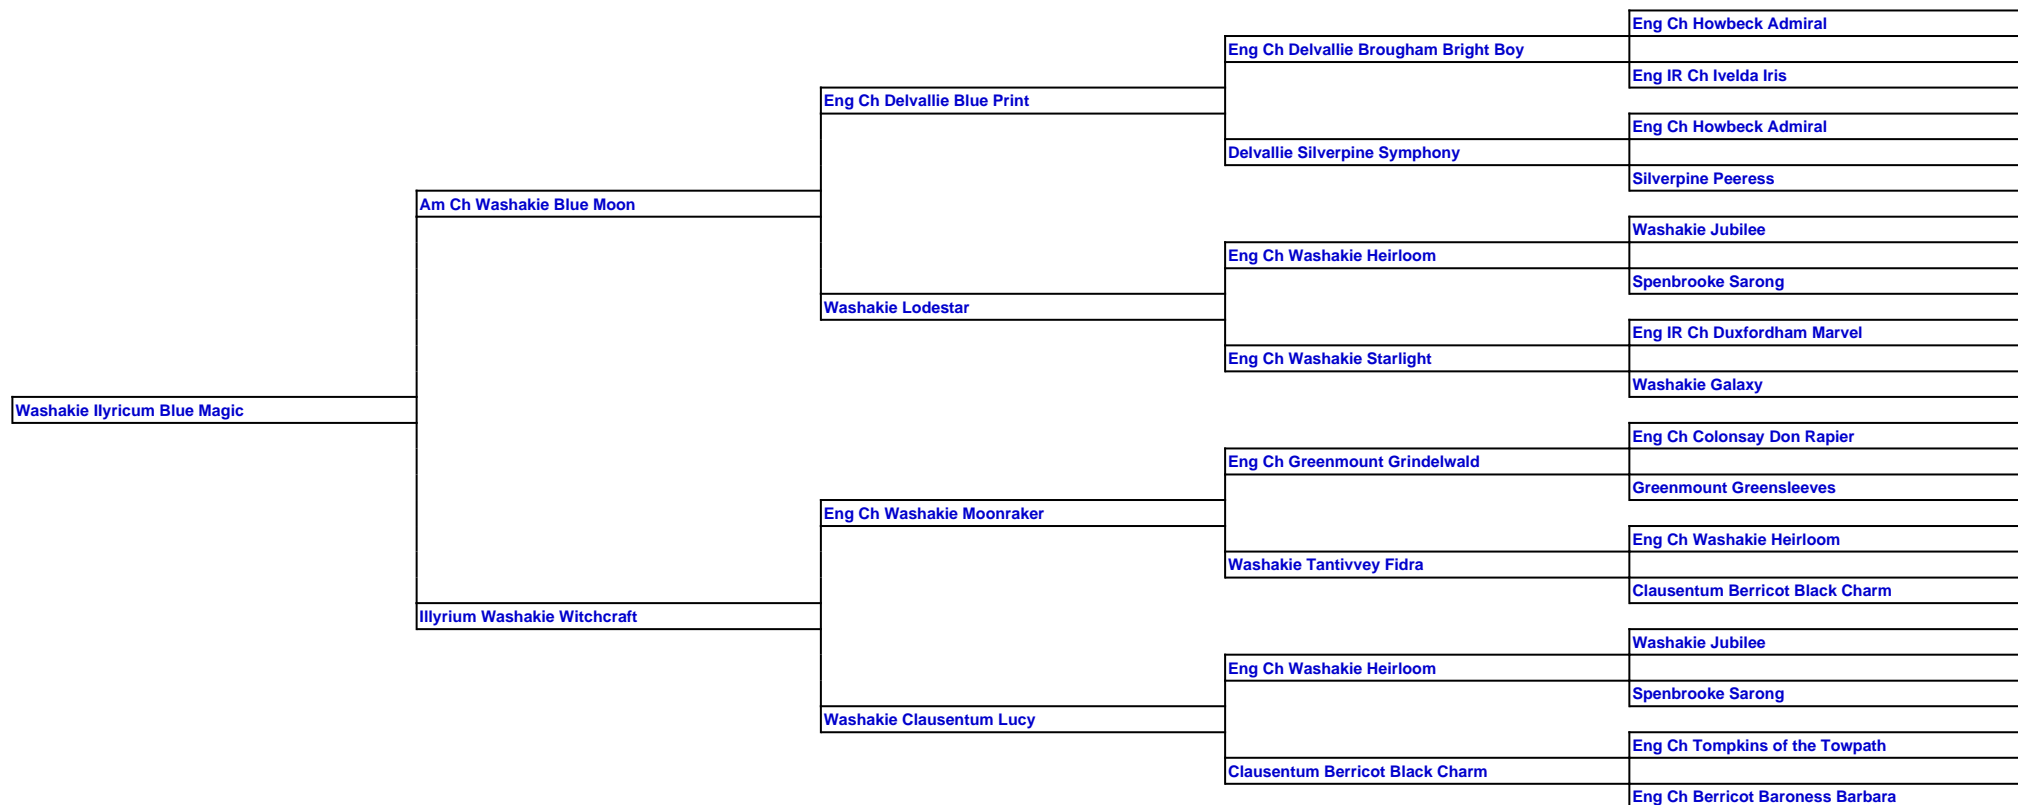 Eng Ch Howbeck Admiral
Eng Ch Delvallie Brougham Bright Boy
Eng IR Ch Ivelda Iris
Eng Ch Delvallie Blue Print
Eng Ch Howbeck Admiral
Delvallie Silverpine Symphony
Silverpine Peeress
Am Ch Washakie Blue Moon
Washakie Jubilee
Eng Ch Washakie Heirloom
Spenbrooke Sarong
Washakie Lodestar
Eng IR Ch Duxfordham Marvel
Eng Ch Washakie Starlight
Washakie Galaxy
Washakie Ilyricum Blue Magic
Eng Ch Colonsay Don Rapier
Eng Ch Greenmount Grindelwald
Greenmount Greensleeves
Eng Ch Washakie Moonraker
Eng Ch Washakie Heirloom
Washakie Tantivvey Fidra
Clausentum Berricot Black Charm
Illyrium Washakie Witchcraft
Washakie Jubilee
Eng Ch Washakie Heirloom
Spenbrooke Sarong
Washakie Clausentum Lucy
Eng Ch Tompkins of the Towpath
Clausentum Berricot Black Charm
Eng Ch Berricot Baroness Barbara